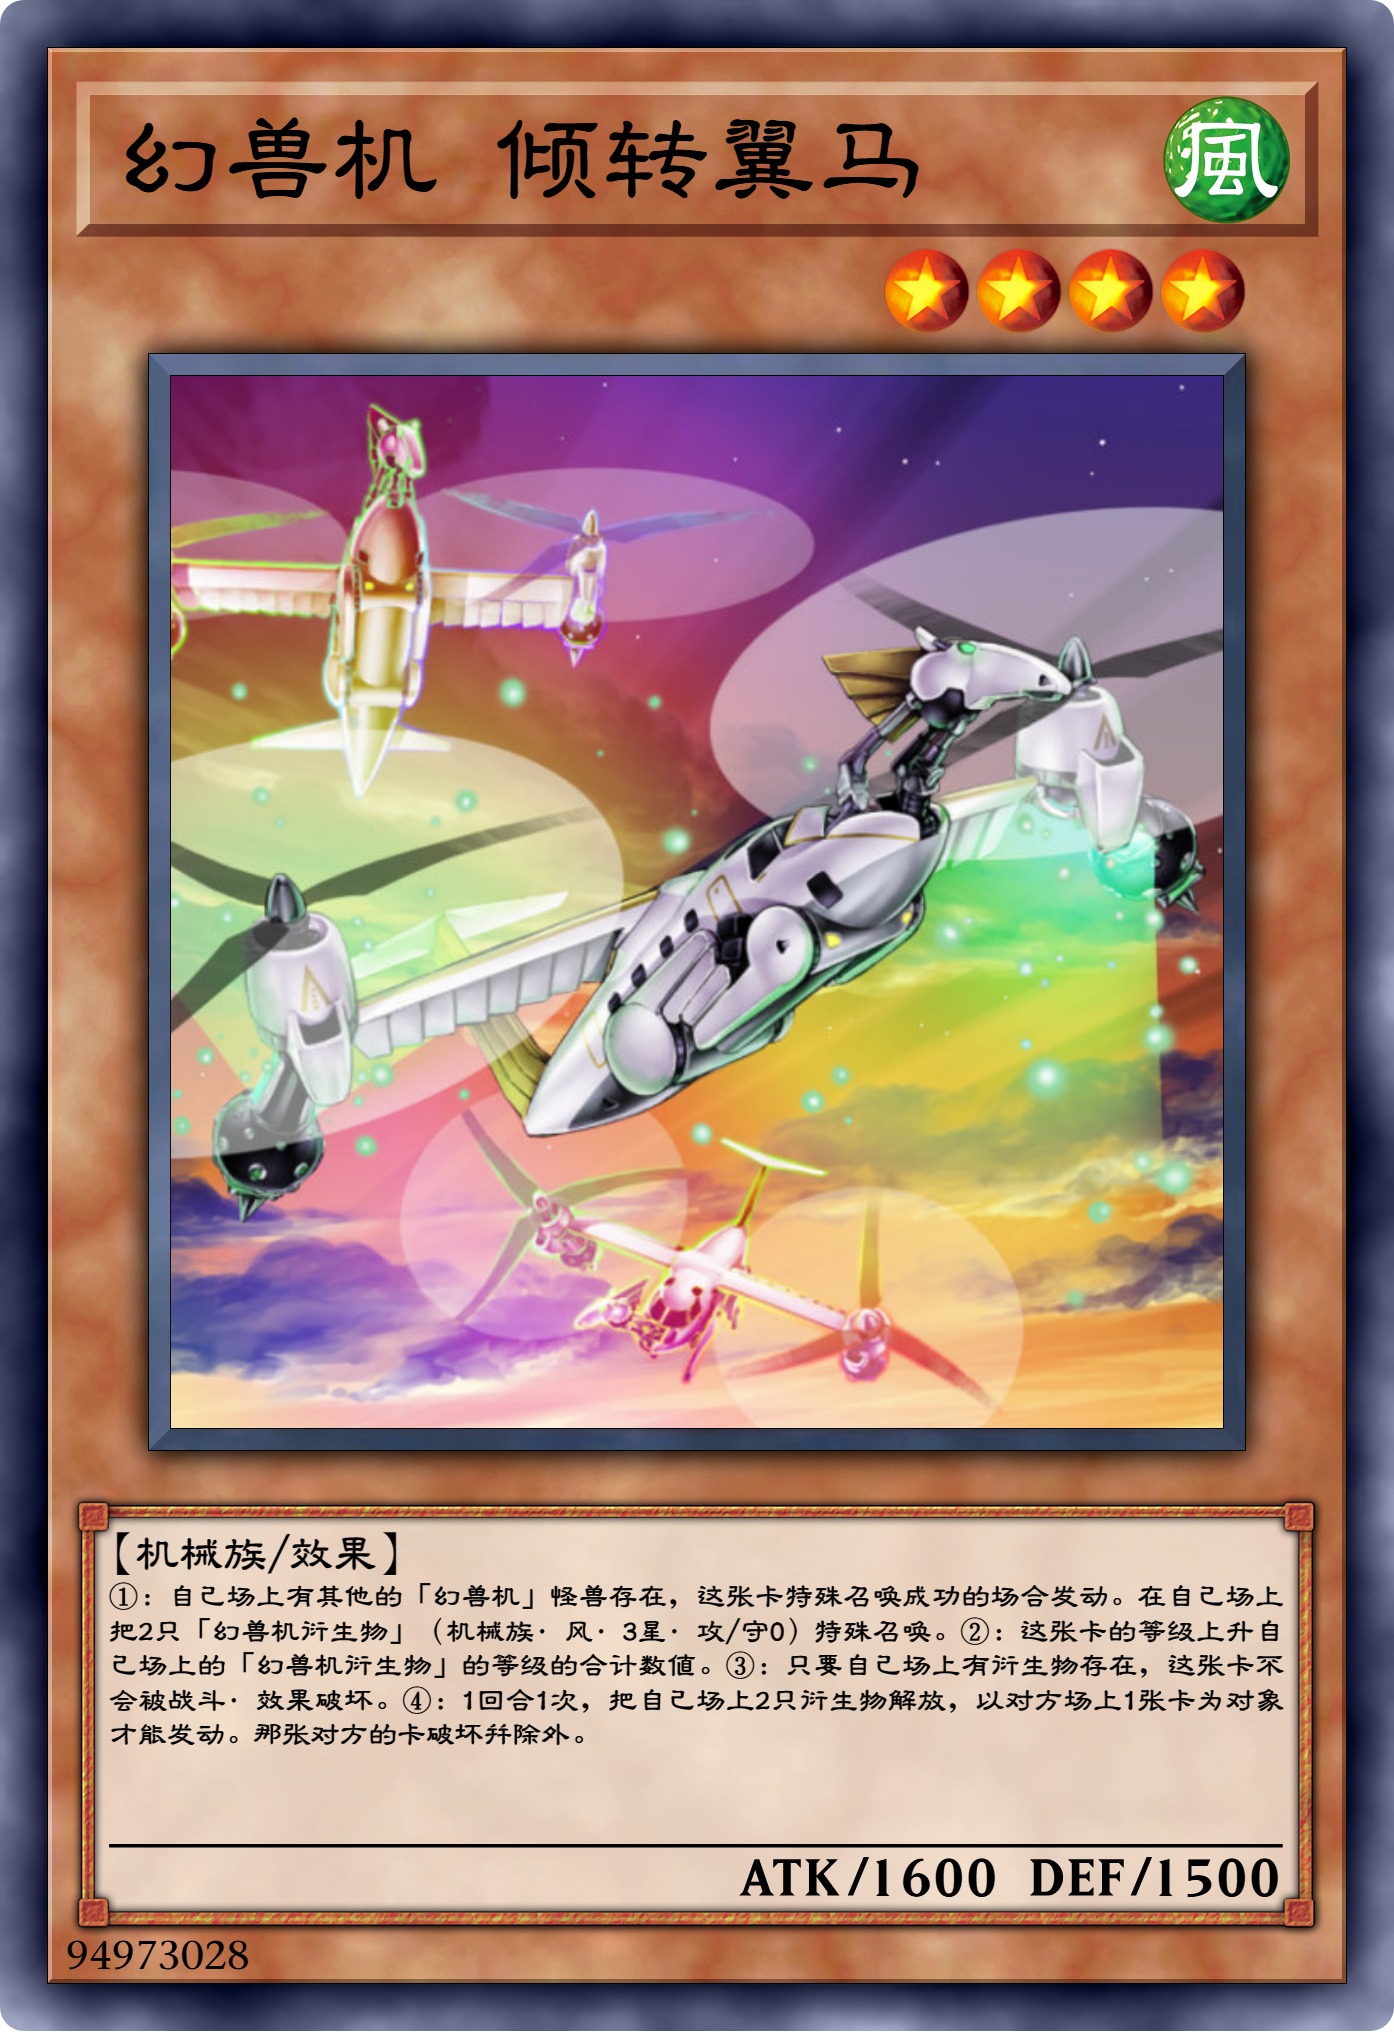 幻兽机 倾转翼马
風
【机械族/效果】
①：自己场上有其他的「幻兽机」怪兽存在，这张卡特殊召唤成功的场合发动。在自己场上
把2只「幻兽机衍生物」（机械族·风·3星·攻/守0）特殊召唤。②：这张卡的等级上升自
己场上的「幻兽机衍生物」的等级的合计数值。③：只要自己场上有衍生物存在，这张卡不
会被战斗·效果破坏。④：1回合1次，把自己场上2只衍生物解放，以对方场上1张卡为对象
才能发动。那张对方的卡破坏并除外。
ATK/1600 DEF/1500
94973028